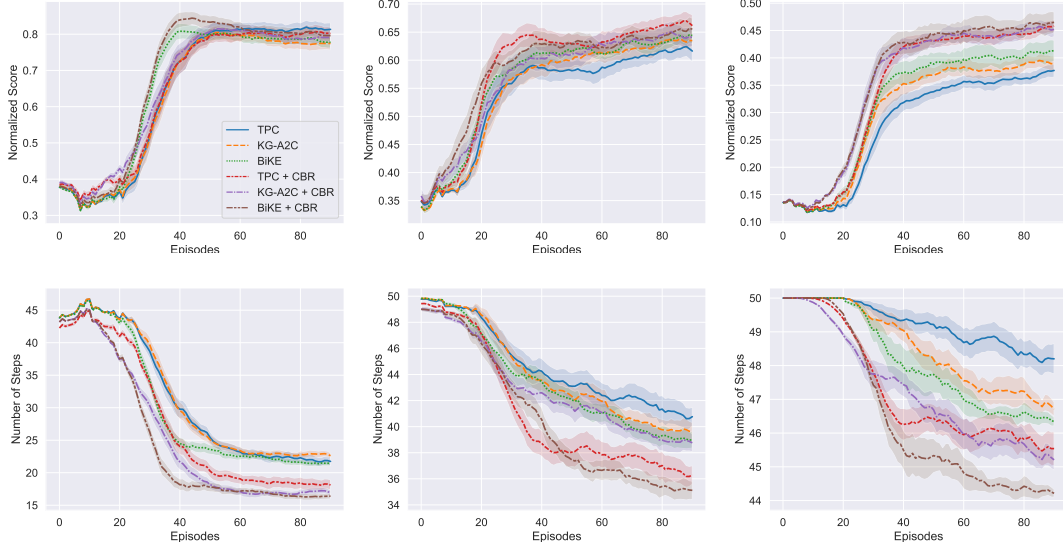 0.8
0.7
0.6
0.5
0.4
0.3
Normalized Score
0 20 40 60 80
Episodes
TPC
KG-A2C
BiKE
TPC + CBR
KG-A2C + CBR
BiKE + CBR
0.70
0.65
0.60
0.55
0.50
0.45
0.40
0.35
Normalized Score
0 20 40 60 80
Episodes
0.50
0.45
0.40
0.35
0.30
0.25
0.20
0.15
0.10
Normalized Score
0 20 40 60 80
Episodes
45
40
35
30
25
20
15
Number of Steps
0 20 40 60 80
Episodes
50
48
46
44
42
40
38
36
34
Number of Steps
0 20 40 60 80
Episodes
50
49
48
47
46
45
44
Number of Steps
0 20 40 60 80
Episodes